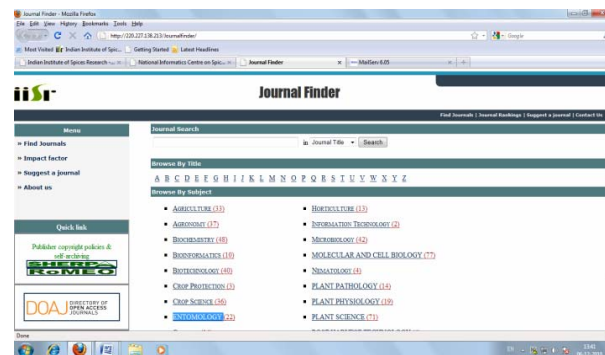 Journal Finder - Mozilla Firefox
File Edit View History Bookmarks Tools Help
http://220.227.138.213/Journalfinder/
Google
Most Visited Indian Institute of Spic... Getting Started Latest Headlines
Indian Institute of Spices Research -... National Informatics Centre on Spic... Journal Finder MailServ 6.05
iisr
Journal Finder
Find Journals | Journal Rankings | Suggest a journal | Contact Us
Menu
» Find Journals
» Impact factor
» Suggest a journal
» About us
Quick link
Publisher copyright policies & self-archiving
SHERPA
RoMEO
DOAJ DIRECTORY OF OPEN ACCESS JOURNALS
Journal Search
in Journal Title Search
Browse By Title
A B C D E F G H I J K L M N O P Q R S T U V W X Y Z
Browse By Subject
AGRICULTURE (33)
AGRONOMY (37)
BIOCHEMISTRY (48)
BIOINFORMATICS (18)
BIOTECHNOLOGY (40)
CROP PROTECTION (3)
CROP SCIENCE (36)
ENTOMOLOGY (22)
HORTICULTURE (13)
INFORMATION TECHNOLOGY (2)
MICROBIOLOGY (42)
MOLECULAR AND CELL BIOLOGY (77)
NEMATOLOGY (4)
PLANT PATHOLOGY (14)
PLANT PHYSIOLOGY (19)
PLANT SCIENCE (71)
Done
EN